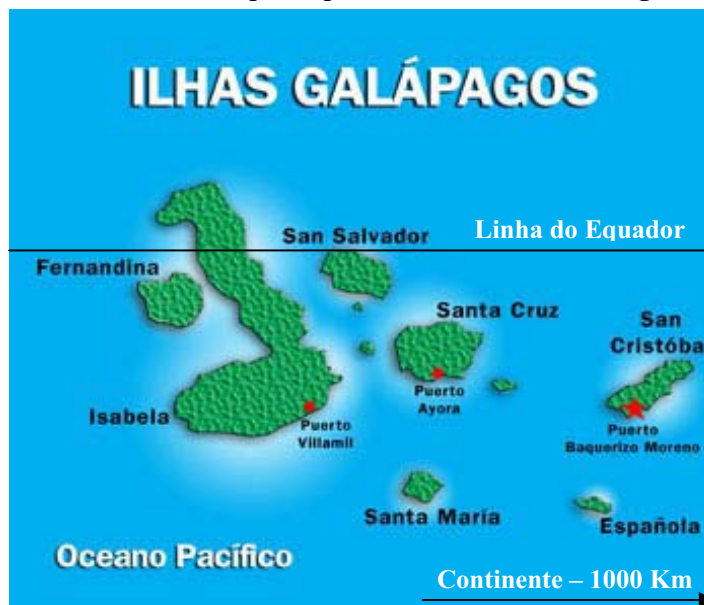 ILHAS GALÁPAGOS
Linha do Equador
San Salvador
Fernandina
Santa Cruz
San
Cristóba
Puerto
Ayora
Isabela
Puerto
Villamil
Puerto
Baquerizo Moreno
Santa María
Española
Oceano Pacífico
Continente – 1000 Km